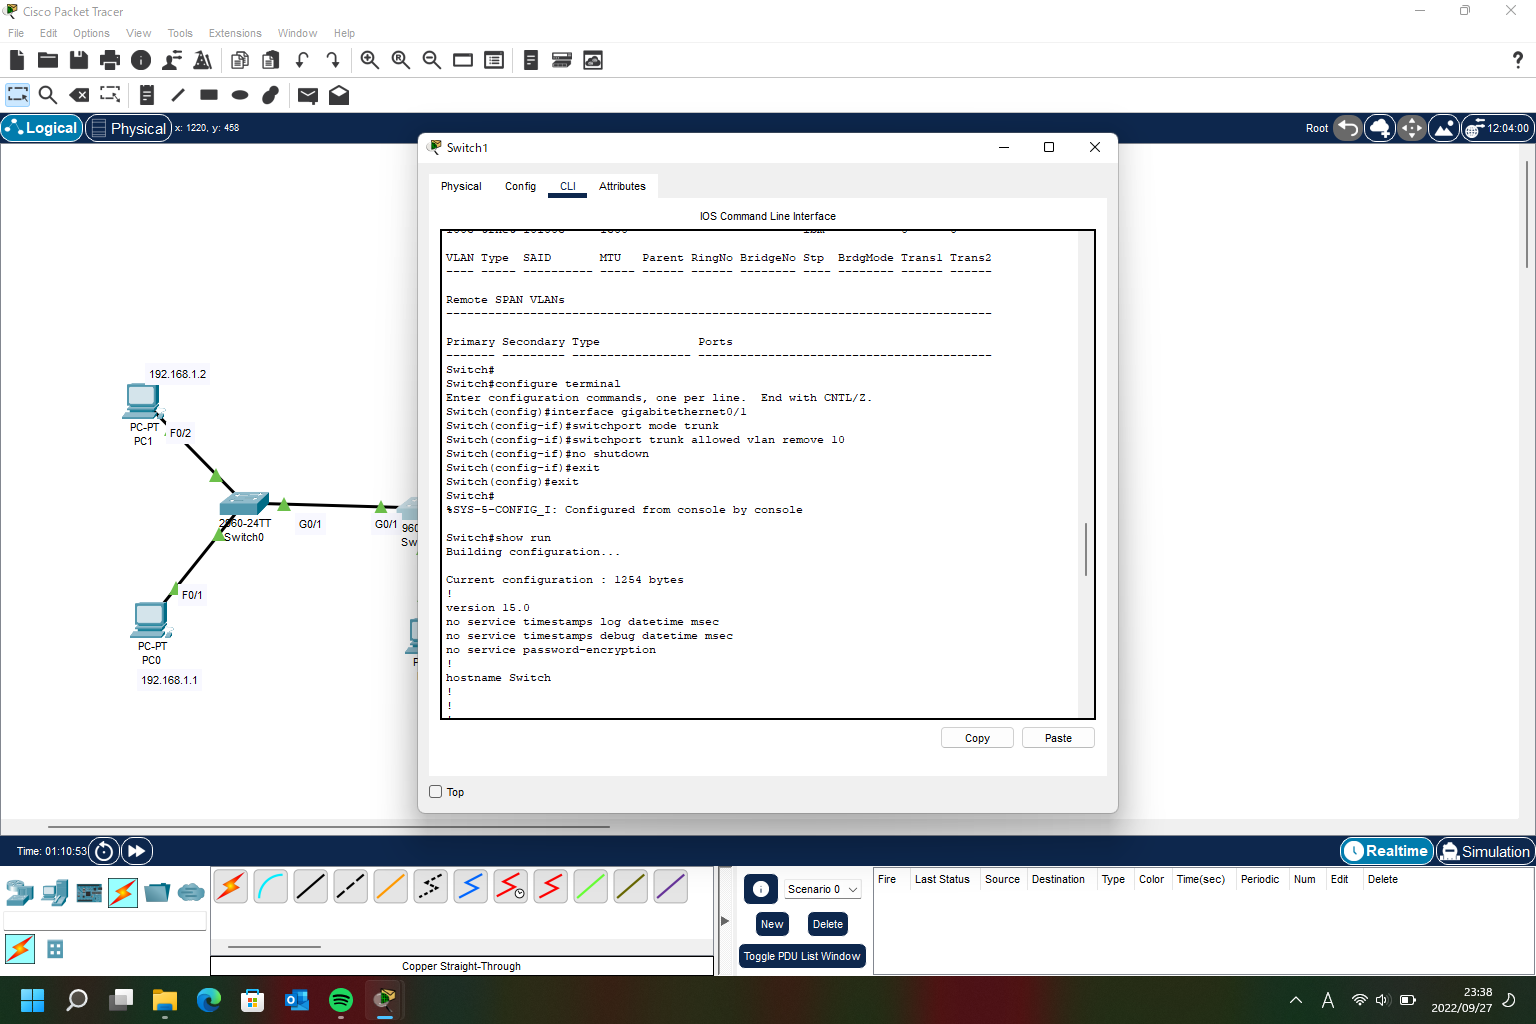 Cisco Packet Tracer
File Edit Options View Tools Extensions Window Help
Logical
Physical
x: 1220, y: 458
Root
12:04:00
Switch1
Physical Config CLI Attributes
IOS Command Line Interface
VLAN Type SAID MTU Parent RingNo BridgeNo Stp BrdgMode Trans1 Trans2
---- ----- ---------- ----- ------ ------ -------- ---- -------- ------ ------
Remote SPAN VLANs
------------------------------------------------------------------------------
Primary Secondary Type Ports
------- --------- ----------------- ------------------------------------------
Switch#
Switch#configure terminal
Enter configuration commands, one per line. End with CNTL/Z.
Switch(config)#interface gigabitethernet0/1
Switch(config-if)#switchport mode trunk
Switch(config-if)#switchport trunk allowed vlan remove 10
Switch(config-if)#no shutdown
Switch(config-if)#exit
Switch(config)#exit
Switch#
%SYS-5-CONFIG_I: Configured from console by console
Switch#show run
Building configuration...
Current configuration : 1254 bytes
!
version 15.0
no service timestamps log datetime msec
no service timestamps debug datetime msec
no service password-encryption
!
hostname Switch
!
!
Copy
Paste
Top
192.168.1.2
PC-PT
PC1
F0/2
2960-24TT
Switch0
G0/1
G0/1
960
Sw
F0/1
PC-PT
PC0
192.168.1.1
Time: 01:10:53
Realtime
Simulation
Scenario 0
New
Delete
Toggle PDU List Window
Fire Last Status Source Destination Type Color Time(sec) Periodic Num Edit Delete
Copper Straight-Through
A
23:38
2022/09/27